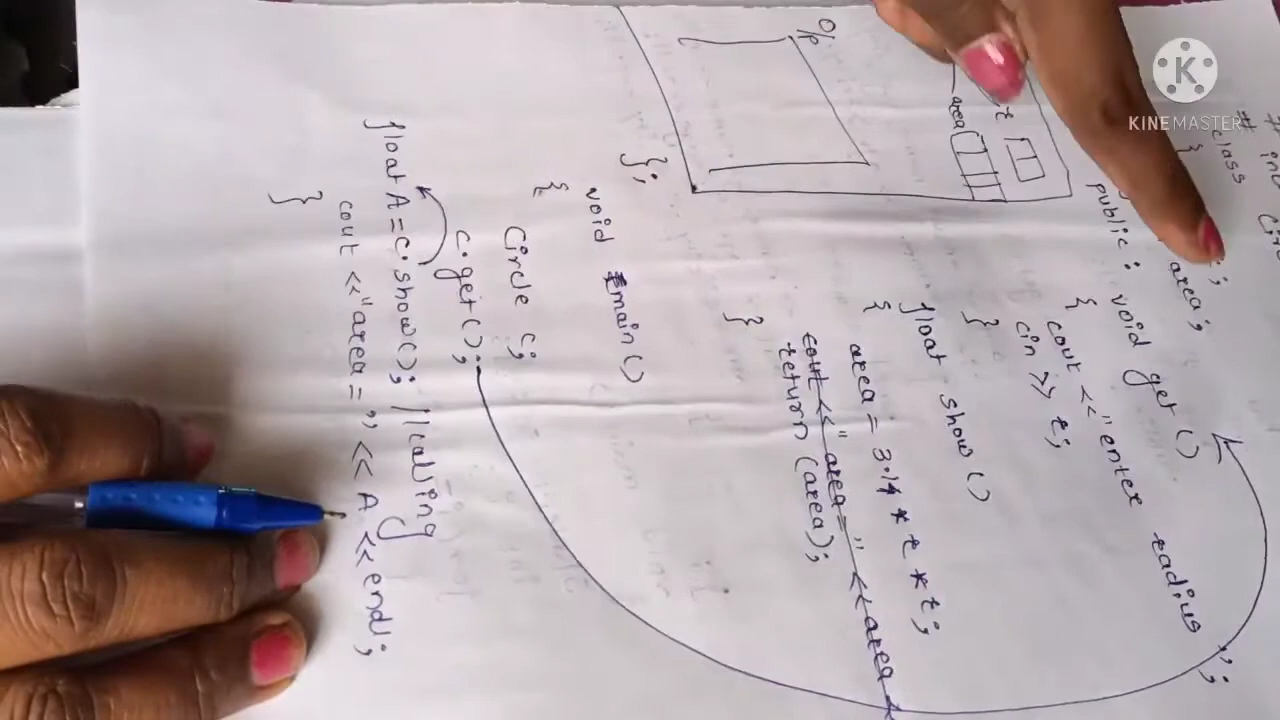 KINEMASTER
class
{
area;
public: void get()
{
cout << "enter radius";
cin >> r;
}
float show()
{
area = 3.14 * r * r;
cout << "area=" << area
return (area);
}
};
void main()
{
Circle C;
C.get();
float A = C.show(); //calling
cout << "area = " << A << endl;
}
O/p
r
area